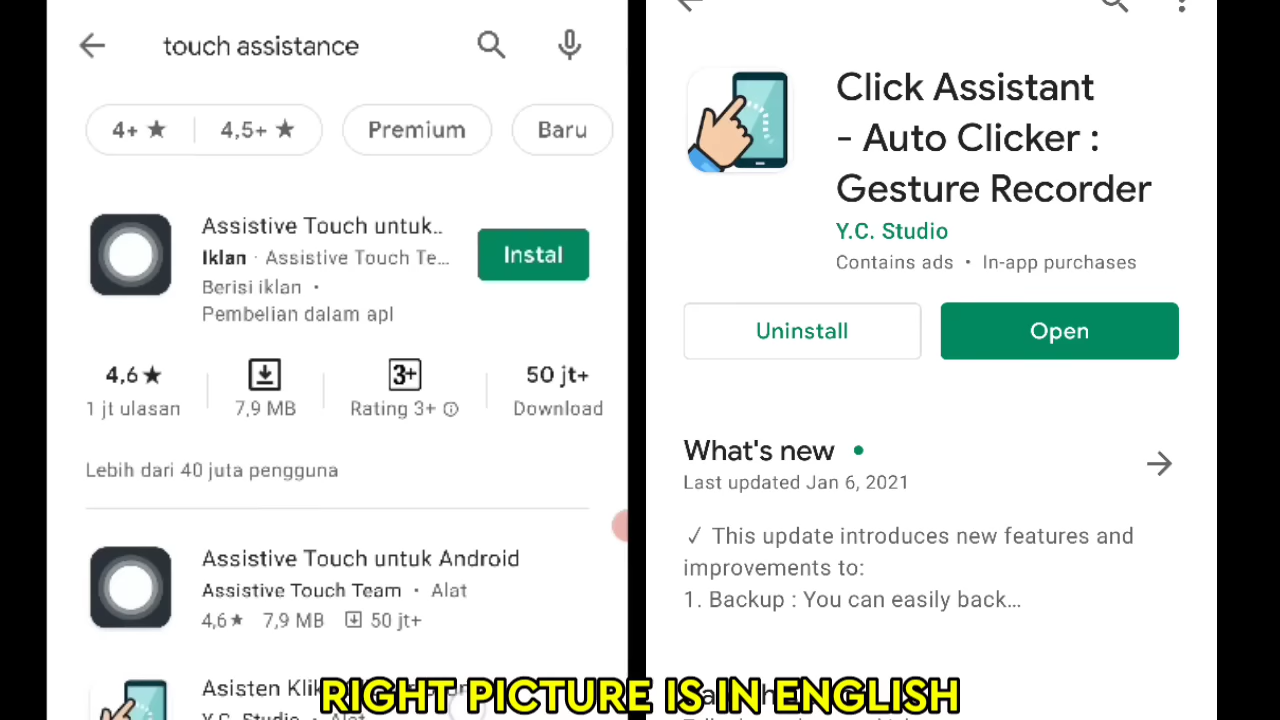 touch assistance
4+ ★ 4,5+ ★ Premium Baru
Assistive Touch untuk..
Iklan · Assistive Touch Te...
Berisi iklan •
Pembelian dalam apl
Instal
4,6★ 3+ 50 jt+
1 jt ulasan 7,9 MB Rating 3+ Download
Lebih dari 40 juta pengguna
Assistive Touch untuk Android
Assistive Touch Team • Alat
4,6★ 7,9 MB 50 jt+
Asisten
Y.C. Studio • Alat
Click Assistant
- Auto Clicker :
Gesture Recorder
Y.C. Studio
Contains ads • In-app purchases
Uninstall Open
What's new •
Last updated Jan 6, 2021
✓ This update introduces new features and
improvements to:
1. Backup : You can easily back...
RIGHT PICTURE IS IN ENGLISH